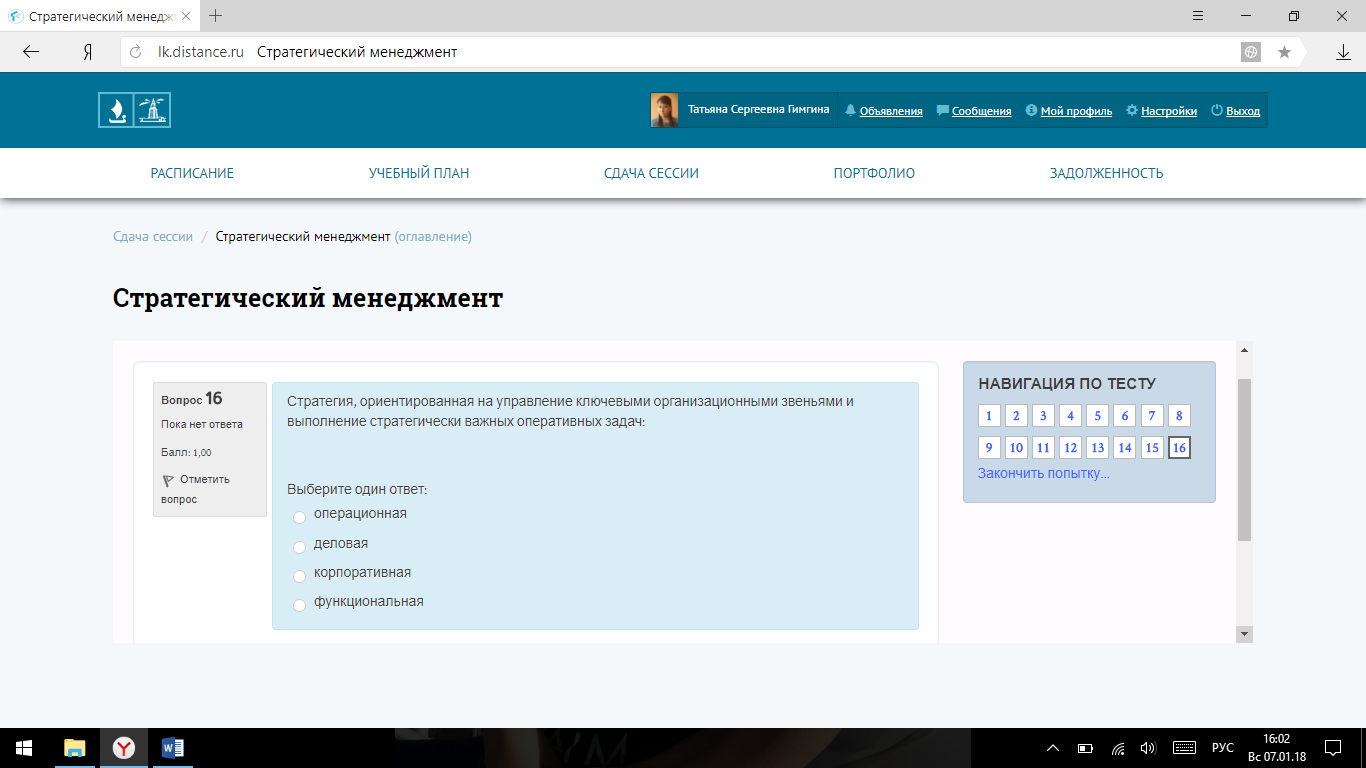 Стратегический менедж
lk.distance.ru Стратегический менеджмент
Татьяна Сергеевна Гимгина Объявления Сообщения Мой профиль Настройки Выход
РАСПИСАНИЕ УЧЕБНЫЙ ПЛАН СДАЧА СЕССИИ ПОРТФОЛИО ЗАДОЛЖЕННОСТЬ
Сдача сессии / Стратегический менеджмент (оглавление)
Стратегический менеджмент
Вопрос 16
Пока нет ответа
Балл: 1,00
Отметить
вопрос
Стратегия, ориентированная на управление ключевыми организационными звеньями и
выполнение стратегически важных оперативных задач:
Выберите один ответ:
операционная
деловая
корпоративная
функциональная
НАВИГАЦИЯ ПО ТЕСТУ
1 2 3 4 5 6 7 8
9 10 11 12 13 14 15 16
Закончить попытку...
РУС
16:02
Вс 07.01.18